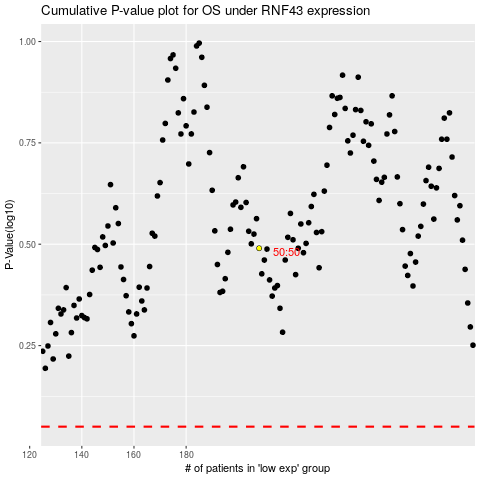 Cumulative P-value plot for OS under RNF43 expression
P-Value(log10)
1.00
0.75
0.50
0.25
50:50
120 140 160 180
# of patients in 'low exp' group